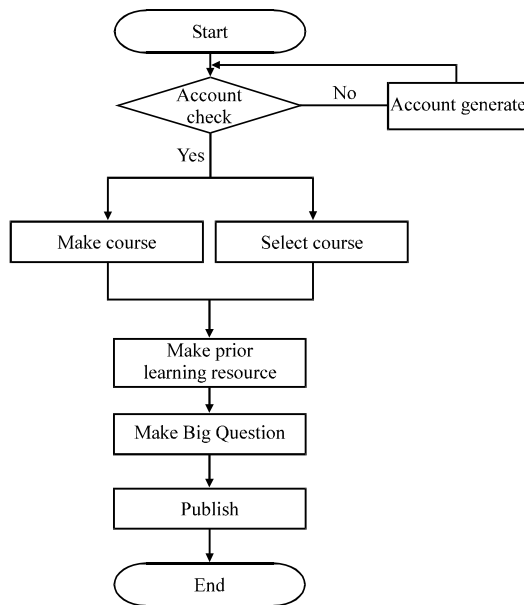 Start
Account
check
No
Account generate
Yes
Make course
Select course
Make prior
learning resource
Make Big Question
Publish
End